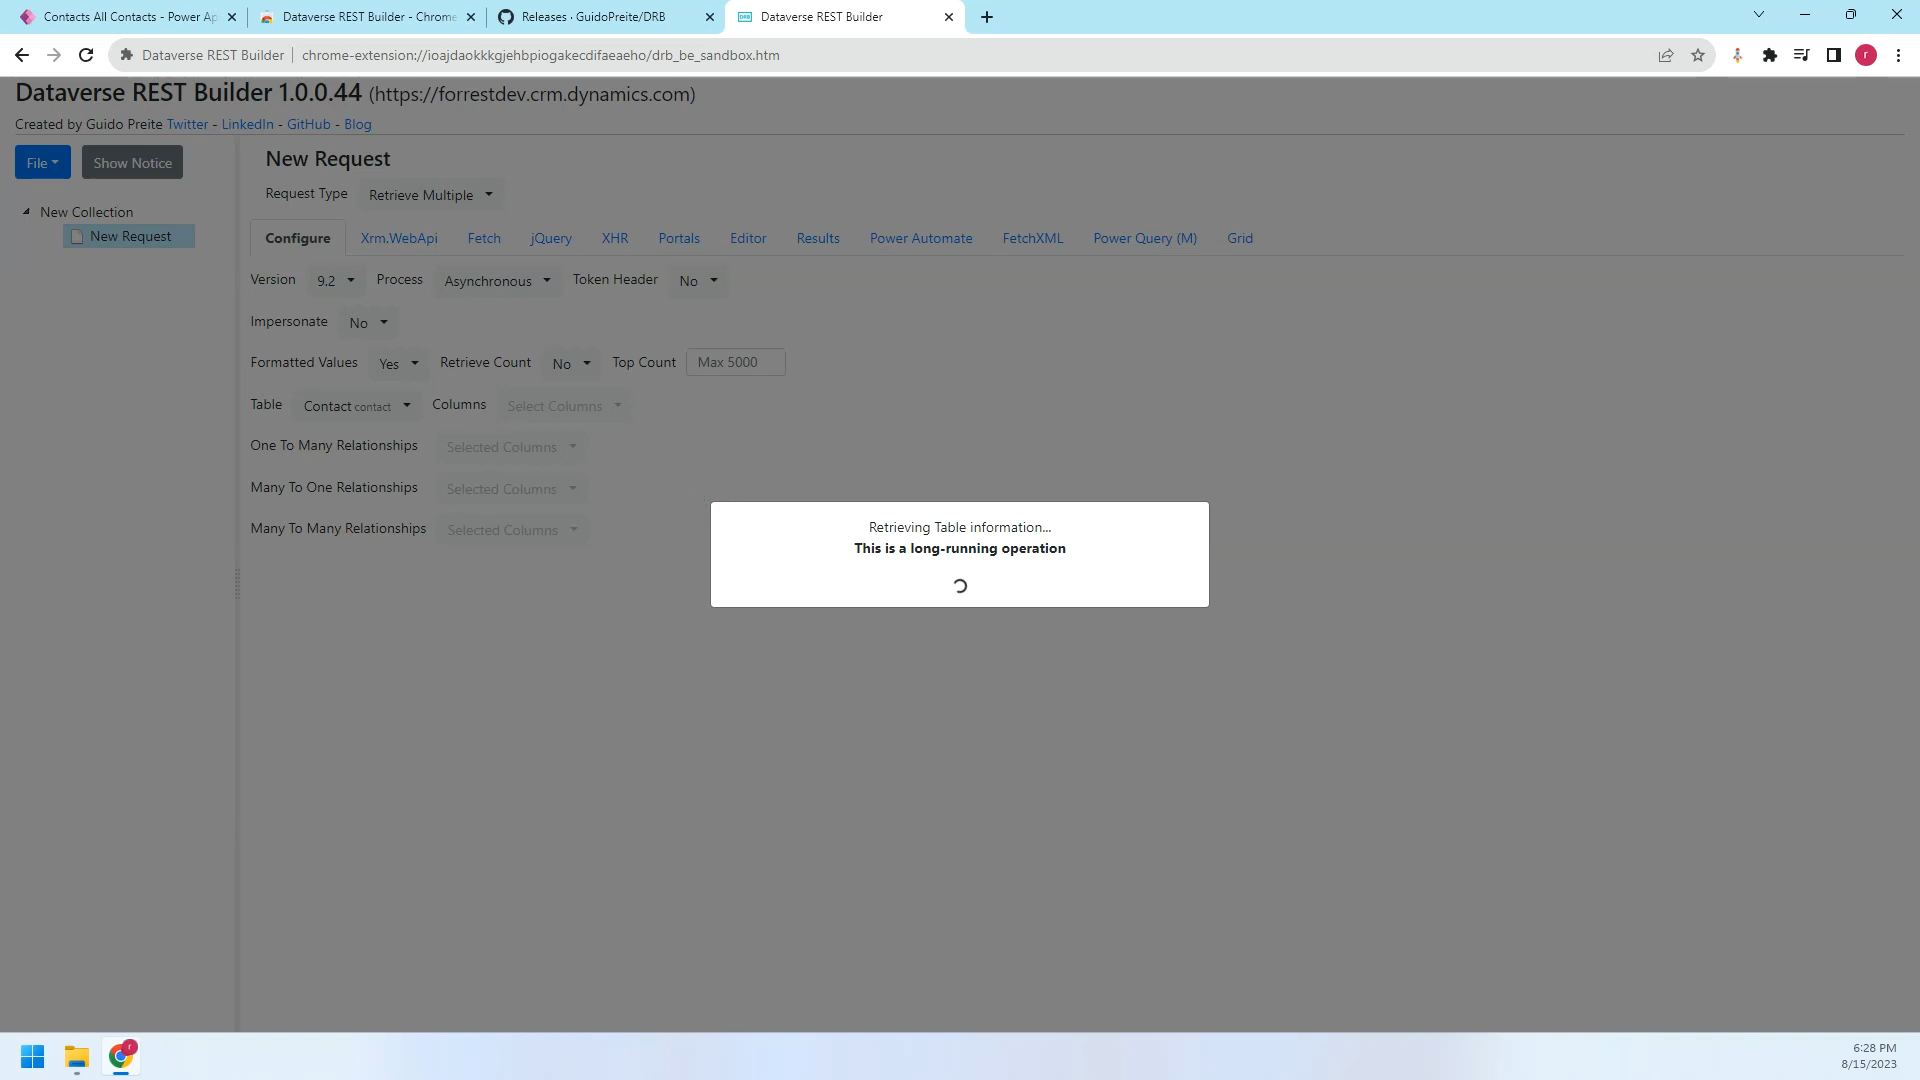 Contacts All Contacts - Power Ap
Dataverse REST Builder - Chrome
Releases · GuidoPreite/DRB
Dataverse REST Builder
Dataverse REST Builder | chrome-extension://ioajdaokkkgjehbpiogakecdifaeaeho/drb_be_sandbox.htm
r
Dataverse REST Builder 1.0.0.44 (https://forrestdev.crm.dynamics.com)
Created by Guido Preite Twitter - LinkedIn - GitHub - Blog
File
Show Notice
New Collection
New Request
New Request
Request Type Retrieve Multiple
Configure Xrm.WebApi Fetch jQuery XHR Portals Editor Results Power Automate FetchXML Power Query (M) Grid
Version 9.2 Process Asynchronous Token Header No
Impersonate No
Formatted Values Yes Retrieve Count No Top Count Max 5000
Table Contact contact Columns Select Columns
One To Many Relationships Selected Columns
Many To One Relationships Selected Columns
Many To Many Relationships Selected Columns
Retrieving Table information...
This is a long-running operation
r
6:28 PM
8/15/2023